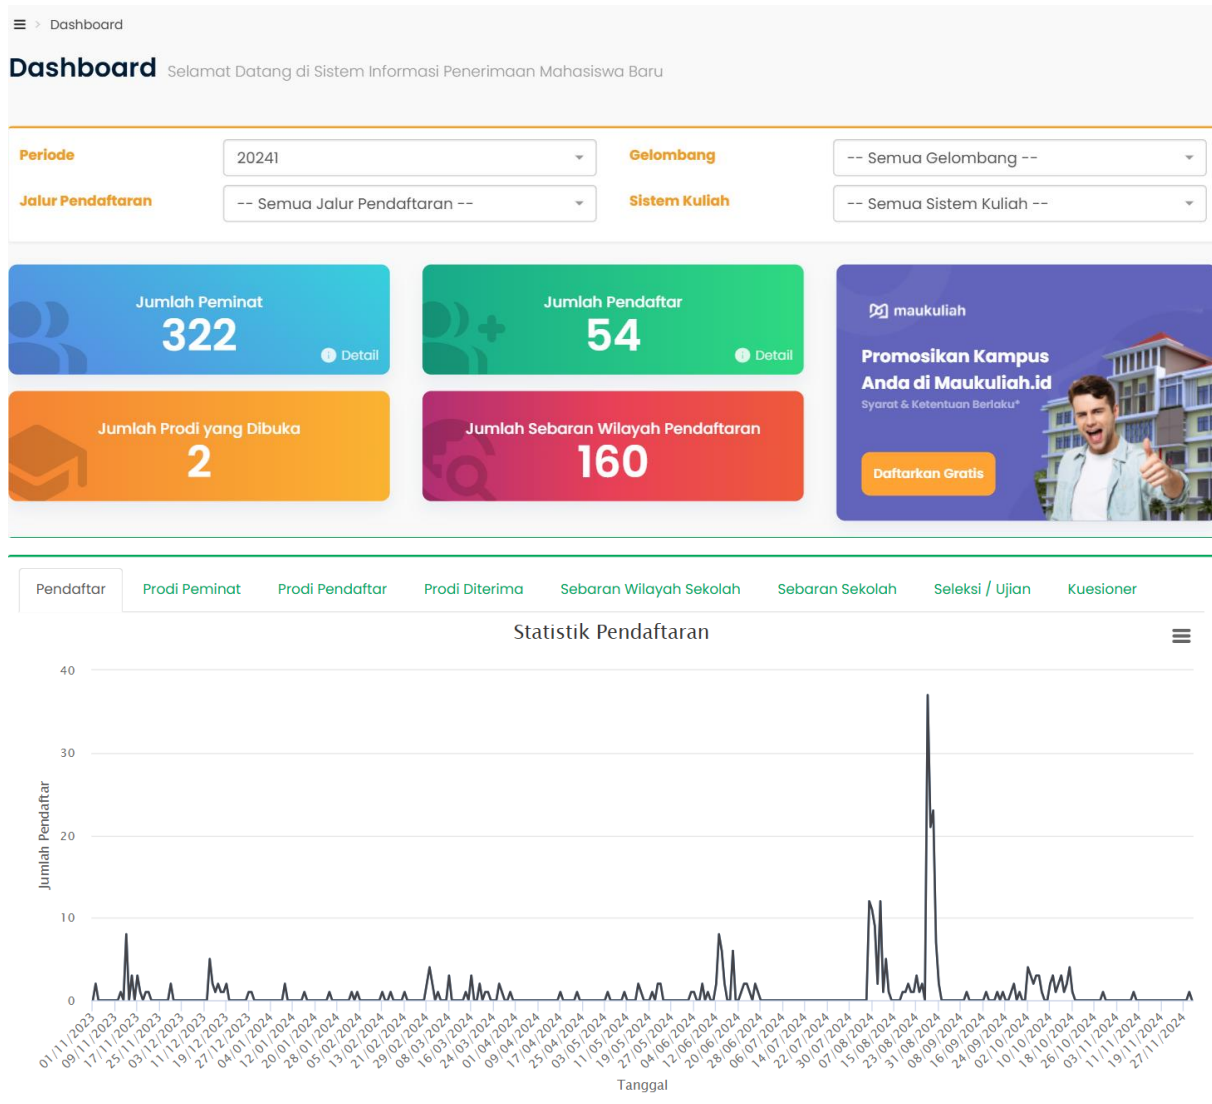 Dashboard
Dashboard Selamat Datang di Sistem Informasi Penerimaan Mahasiswa Baru
Periode 20241 Gelombang -- Semua Gelombang --
Jalur Pendaftaran -- Semua Jalur Pendaftaran -- Sistem Kuliah -- Semua Sistem Kuliah --
Jumlah Peminat
322
Detail
Jumlah Pendaftar
54
Detail
Jumlah Prodi yang Dibuka
2
Jumlah Sebaran Wilayah Pendaftaran
160
maukuliah
Promosikan Kampus
Anda di Maukuliah.id
Syarat & Ketentuan Berlaku*
Daftarkan Gratis
Pendaftar Prodi Peminat Prodi Pendaftar Prodi Diterima Sebaran Wilayah Sekolah Sebaran Sekolah Seleksi / Ujian Kuesioner
Statistik Pendaftaran
Jumlah Pendaftar
40
30
20
10
0
01/11/2023 09/11/2023 17/11/2023 25/11/2023 03/12/2023 11/12/2023 19/12/2023 27/12/2023 04/01/2024 12/01/2024 20/01/2024 28/01/2024 05/02/2024 13/02/2024 21/02/2024 29/02/2024 08/03/2024 16/03/2024 24/03/2024 01/04/2024 09/04/2024 17/04/2024 25/04/2024 03/05/2024 11/05/2024 19/05/2024 27/05/2024 04/06/2024 12/06/2024 20/06/2024 28/06/2024 06/07/2024 14/07/2024 22/07/2024 30/07/2024 07/08/2024 15/08/2024 23/08/2024 31/08/2024 08/09/2024 16/09/2024 24/09/2024 02/10/2024 10/10/2024 18/10/2024 26/10/2024 03/11/2024 11/11/2024 19/11/2024 27/11/2024
Tanggal